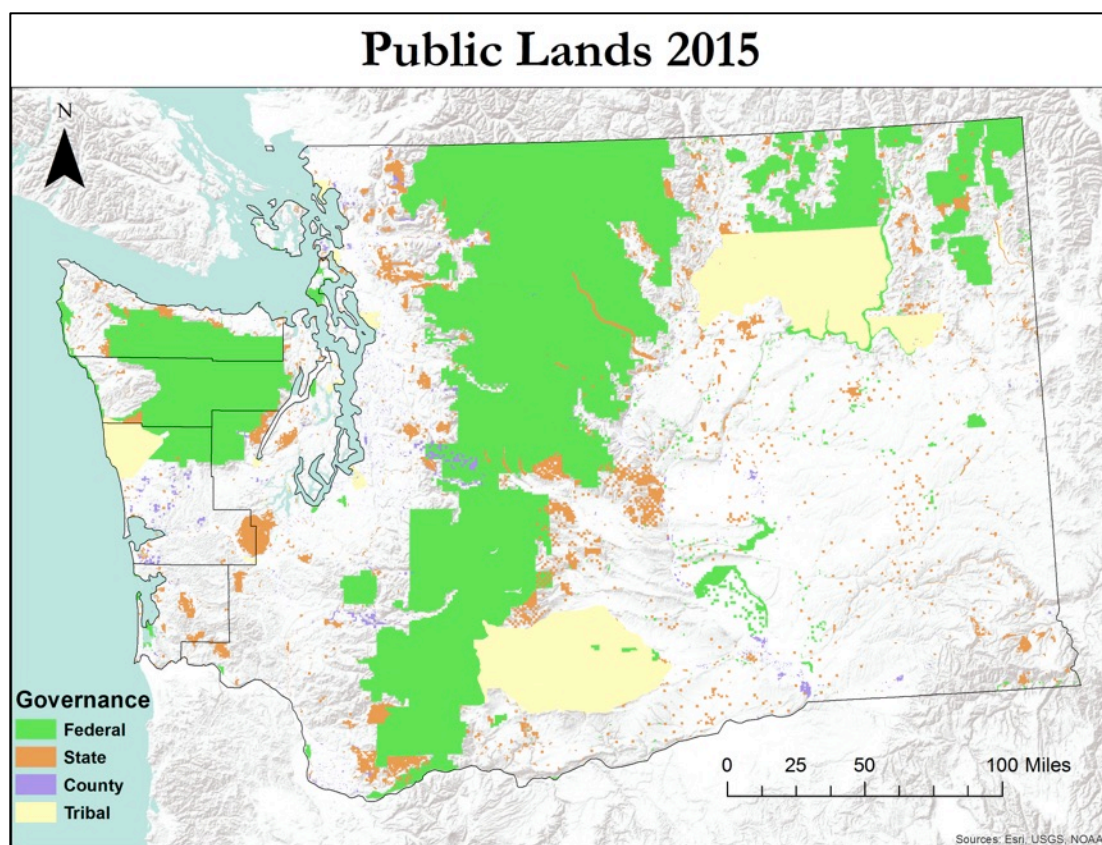 Public Lands 2015
N
Governance
Federal
State
County
Tribal
0 25 50 100 Miles
Sources: Esri, USGS, NOAA